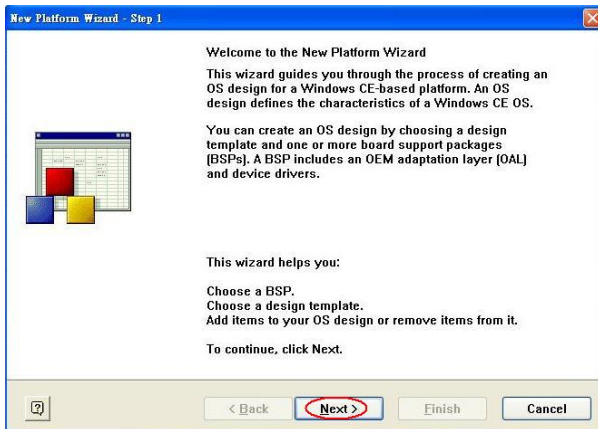 New Platform Wizard - Step 1
Welcome to the New Platform Wizard
This wizard guides you through the process of creating an
OS design for a Windows CE-based platform. An OS
design defines the characteristics of a Windows CE OS.
You can create an OS design by choosing a design
template and one or more board support packages
(BSPs). A BSP includes an OEM adaptation layer (OAL)
and device drivers.
This wizard helps you:
Choose a BSP.
Choose a design template.
Add items to your OS design or remove items from it.
To continue, click Next.
? < Back Next > Finish Cancel